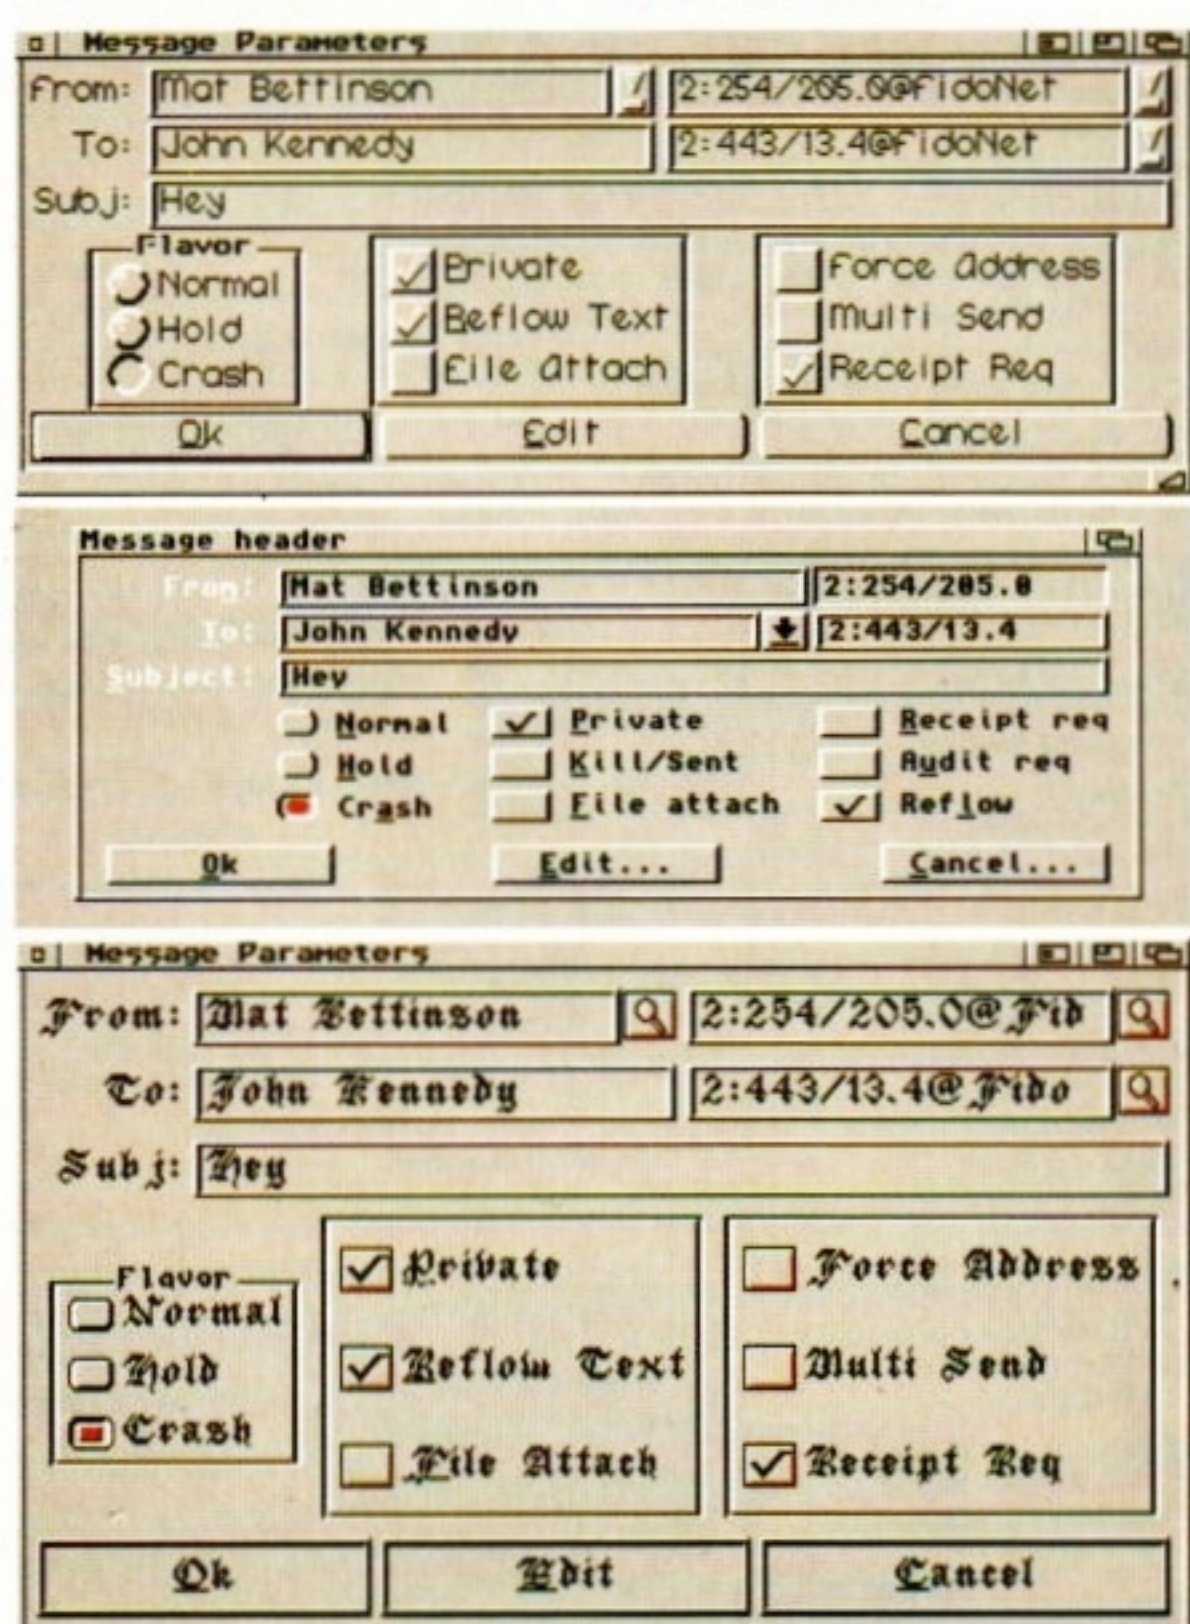 Message Parameters
From: Mat Bettinson 2:254/205.0@FidoNet
To: John Kennedy 2:443/13.4@FidoNet
Subj: Hey
Flavor
Normal
Hold
Crash
Private
Reflow Text
File Attach
Force Address
Multi Send
Receipt Req
Ok Edit Cancel
Message header
From: Mat Bettinson 2:254/205.0
To: John Kennedy 2:443/13.4
Subject: Hey
Normal Private Receipt req
Hold Kill/Sent Audit req
Crash File attach Reflow
Ok Edit... Cancel...
Message Parameters
From: Mat Bettinson 2:254/205.0@Fid
To: John Kennedy 2:443/13.4@Fido
Subj: Hey
Flavor
Normal
Hold
Crash
Private
Reflow Text
File Attach
Force Address
Multi Send
Receipt Req
Ok Edit Cancel